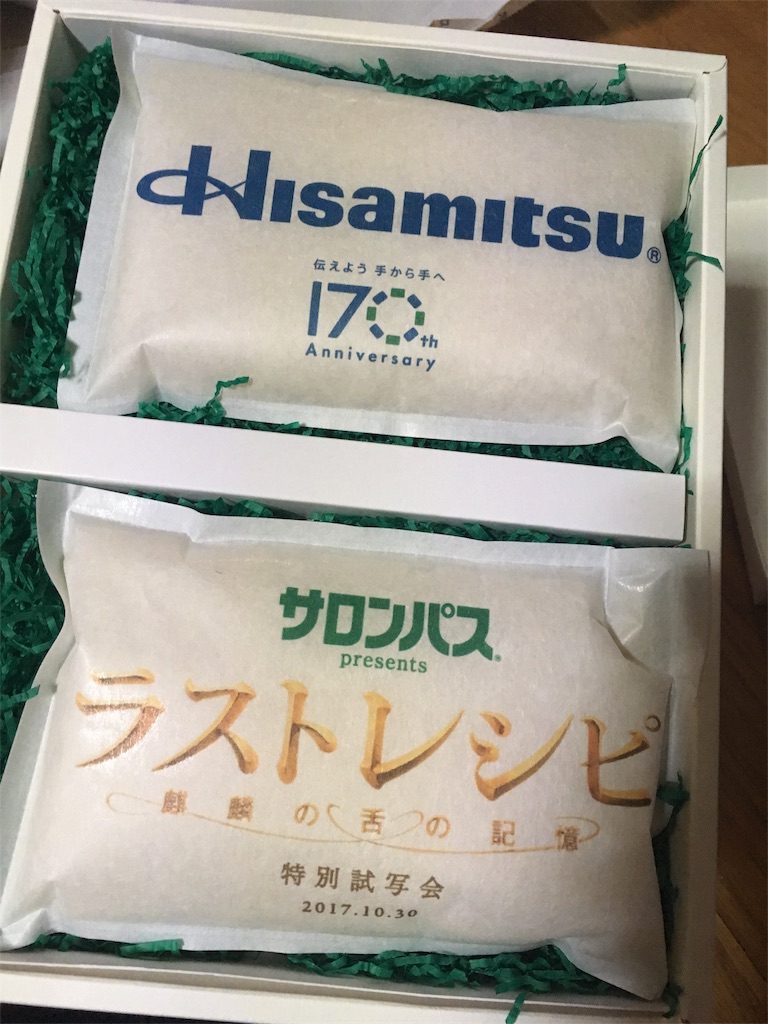 Hisamitsu®
伝えよう 手から手へ
170th
Anniversary
サロンパス®
presents
ラストレシピ
麒麟の舌の記憶
特別試写会
2017.10.30